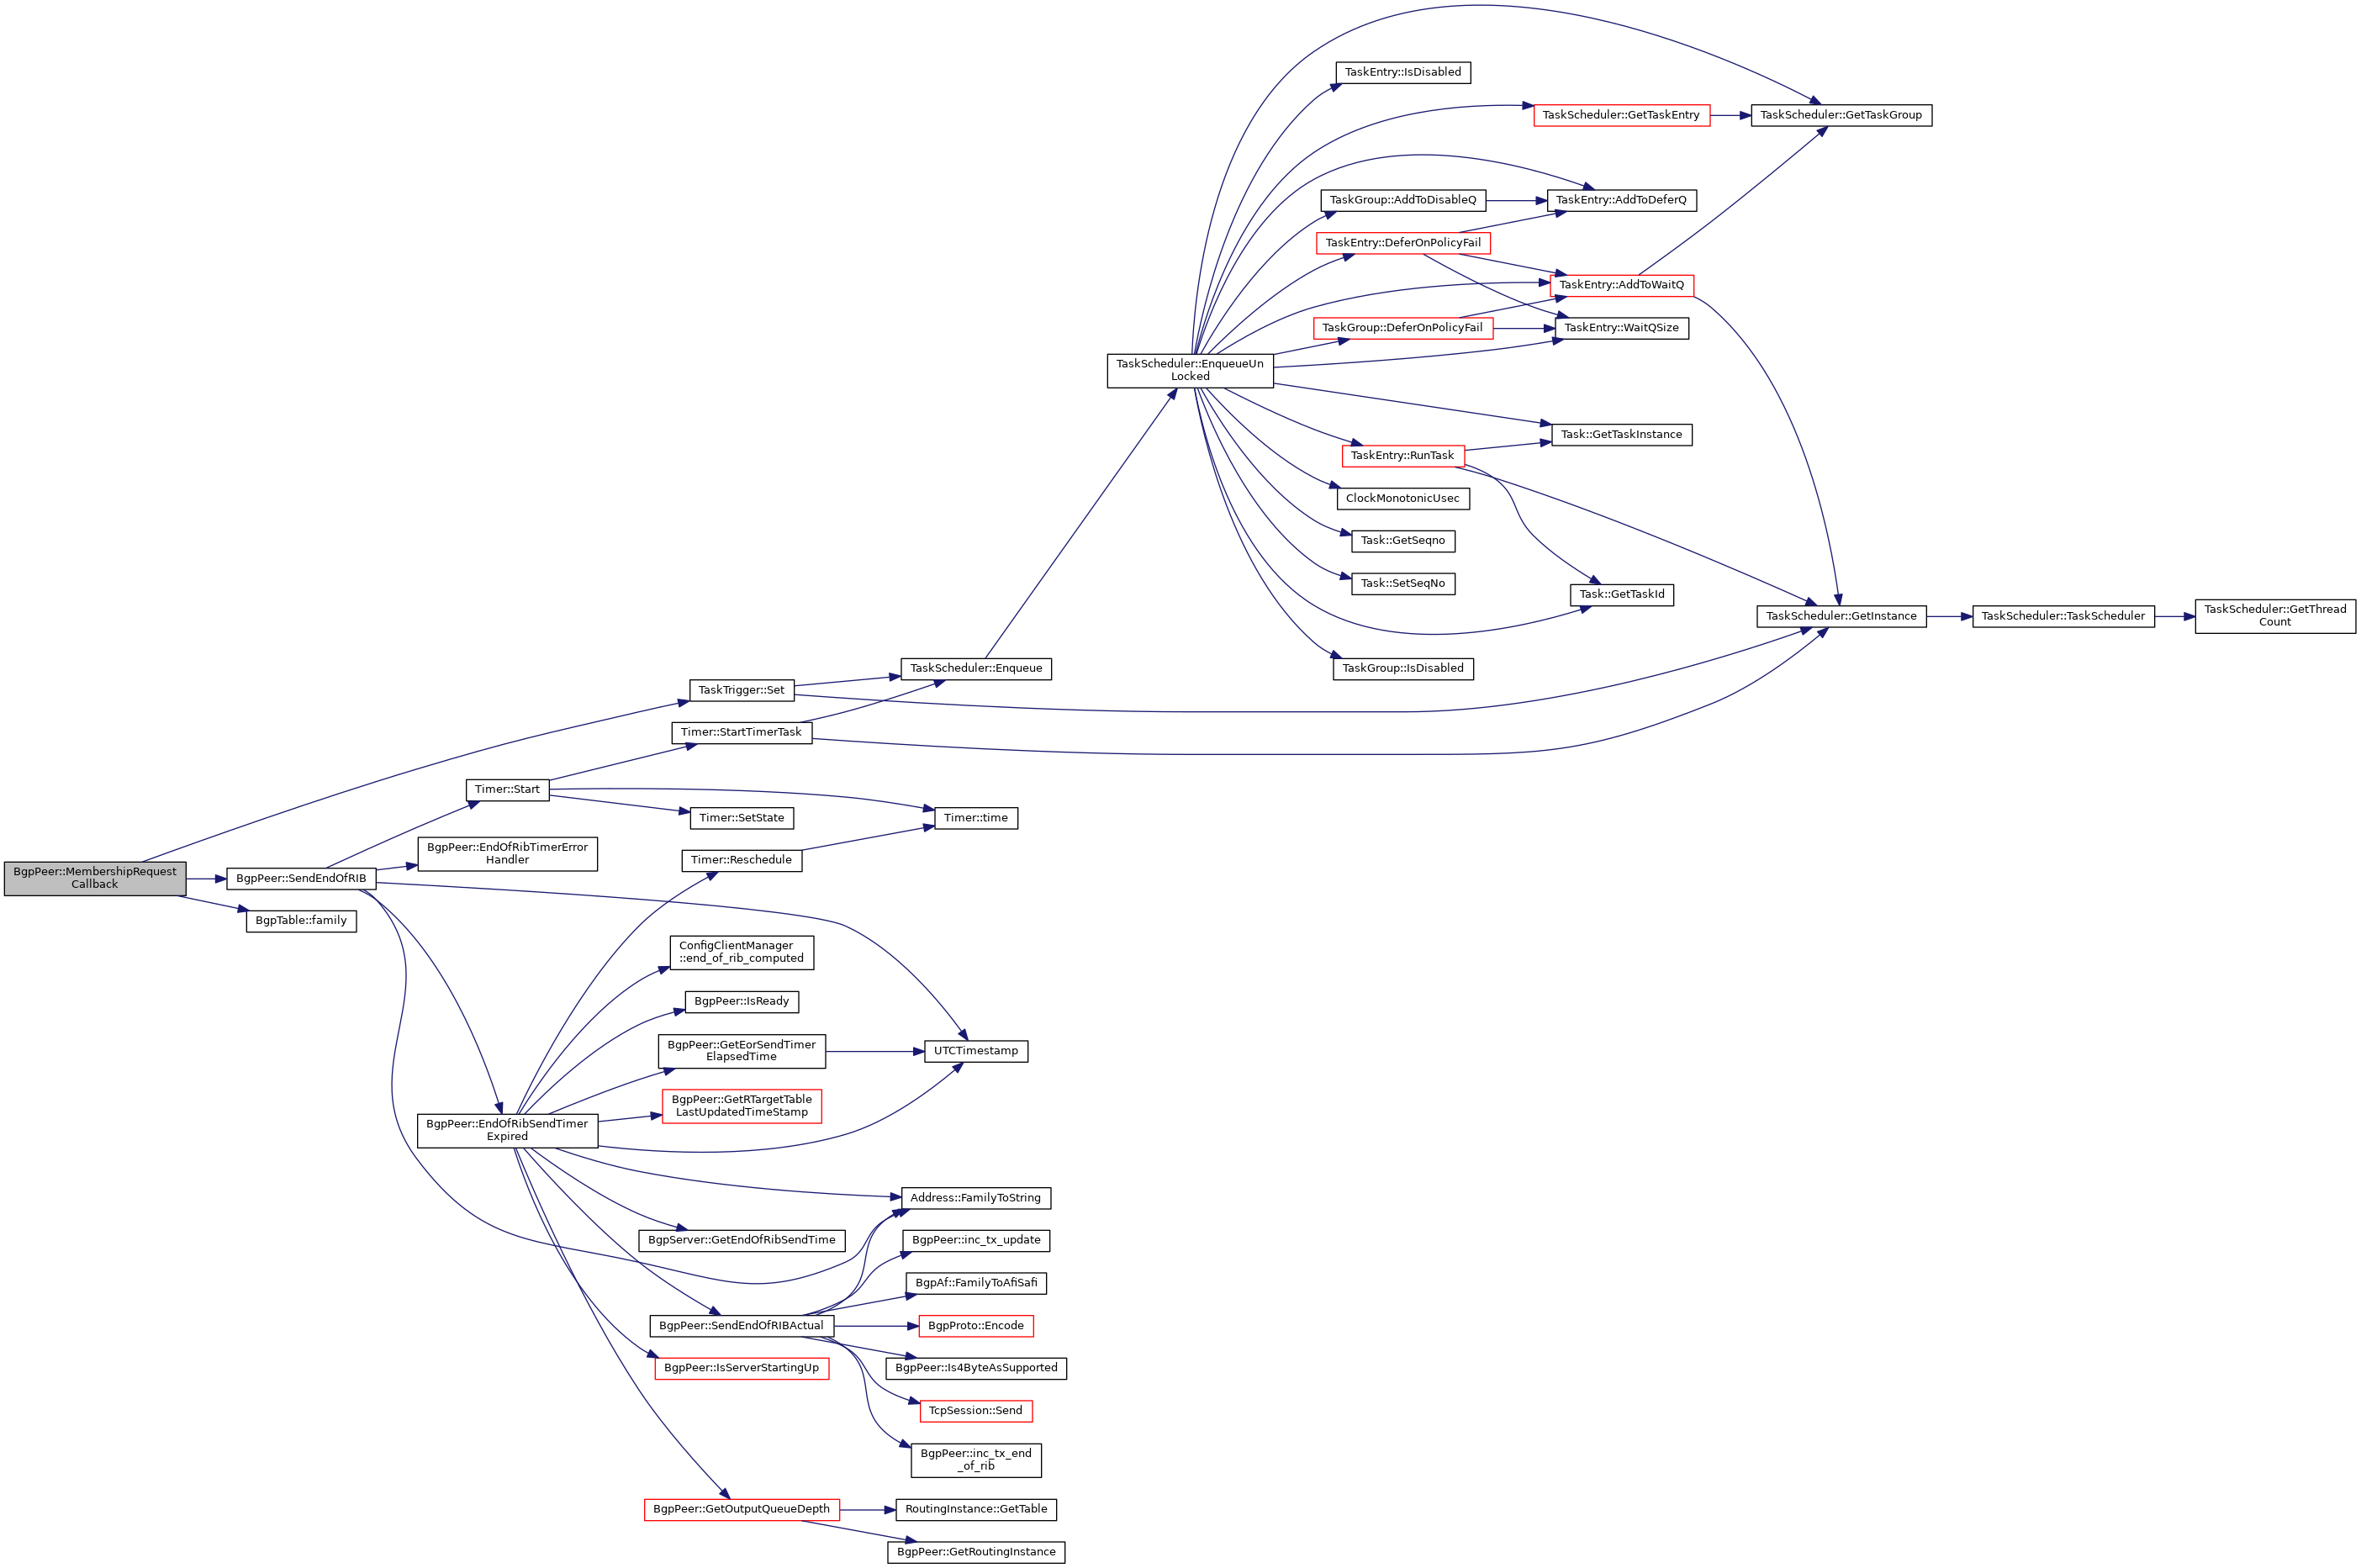 BgpPeer::MembershipRequest
Callback
TaskTrigger::Set
BgpPeer::SendEndOfRIB
BgpTable::family
Timer::Start
BgpPeer::EndOfRibTimerError
Handler
BgpPeer::EndOfRibSendTimer
Expired
Timer::StartTimerTask
Timer::SetState
Timer::Reschedule
ConfigClientManager
::end_of_rib_computed
BgpPeer::IsReady
BgpPeer::GetEorSendTimer
ElapsedTime
BgpPeer::GetRTargetTable
LastUpdatedTimeStamp
BgpServer::GetEndOfRibSendTime
BgpPeer::SendEndOfRIBActual
BgpPeer::IsServerStartingUp
BgpPeer::GetOutputQueueDepth
TaskScheduler::Enqueue
Timer::time
UTCTimestamp
Address::FamilyToString
BgpPeer::inc_tx_update
BgpAf::FamilyToAfiSafi
BgpProto::Encode
BgpPeer::Is4ByteAsSupported
TcpSession::Send
BgpPeer::inc_tx_end
_of_rib
RoutingInstance::GetTable
BgpPeer::GetRoutingInstance
TaskScheduler::EnqueueUn
Locked
TaskEntry::IsDisabled
TaskScheduler::GetTaskEntry
TaskScheduler::GetTaskGroup
TaskGroup::AddToDisableQ
TaskEntry::AddToDeferQ
TaskEntry::DeferOnPolicyFail
TaskEntry::AddToWaitQ
TaskGroup::DeferOnPolicyFail
TaskEntry::WaitQSize
Task::GetTaskInstance
TaskEntry::RunTask
ClockMonotonicUsec
Task::GetSeqno
Task::SetSeqNo
Task::GetTaskId
TaskGroup::IsDisabled
TaskScheduler::GetInstance
TaskScheduler::TaskScheduler
TaskScheduler::GetThread
Count